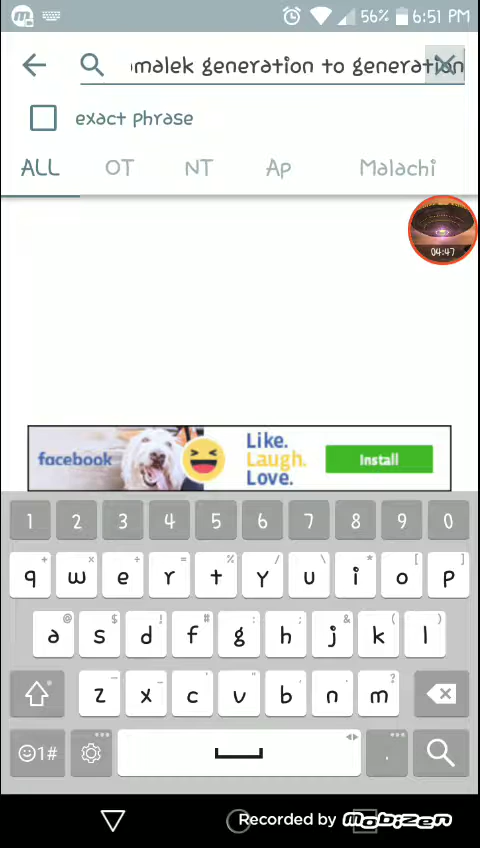 56% 6:51 PM
malek generation to generation
exact phrase
ALL OT NT Ap Malachi
04:47
facebook
Like.
Laugh.
Love.
Install
1 2 3 4 5 6 7 8 9 0
q w e r t y u i o p
a s d f g h j k l
z x c v b n m
1# .
Recorded by Mobizen